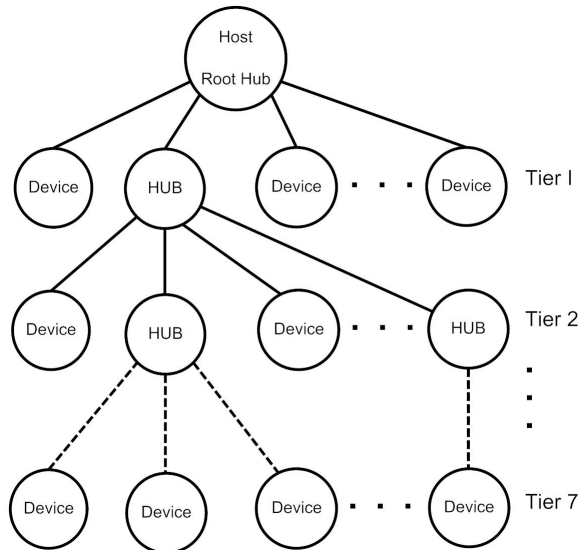 Host
Root Hub
Device HUB Device Device Tier I
Device HUB Device HUB Tier 2
Device Device Device Device Tier 7